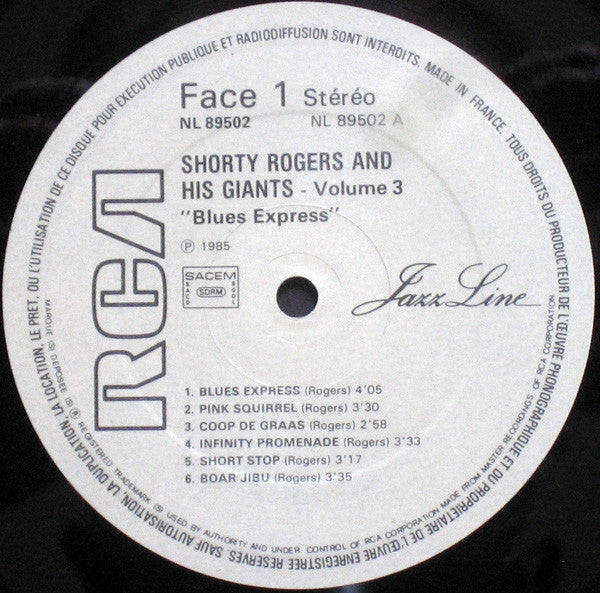 Face 1 Stéréo
NL 89502 NL 89502 A
SHORTY ROGERS AND
HIS GIANTS - Volume 3
"Blues Express"
Ⓟ 1985
SACEM
SACD SDRM SGDL
Jazz Line
RCA
1. BLUES EXPRESS (Rogers) 4'05
2. PINK SQUIRREL (Rogers) 3'30
3. COOP DE GRAAS (Rogers) 2'58
4. INFINITY PROMENADE (Rogers) 3'33
5. SHORT STOP (Rogers) 3'17
6. BOAR JIBU (Rogers) 3'35
MADE IN FRANCE. TOUS DROITS DU PRODUCTEUR DE L'ŒUVRE PHONOGRAPHIQUE ET DU PROPRIETAIRE DE L'ŒUVRE ENREGISTREE RESERVES. SAUF AUTORISATION, LA DUPLICATION, LA LOCATION, LE PRET, OU L'UTILISATION DE CE DISQUE POUR EXECUTION PUBLIQUE ET RADIODIFFUSION SONT INTERDITS.
MARQUE (S) DEPOSEE (S) ® REGISTERED TRADEMARK (S) USED BY AUTHORITY AND UNDER CONTROL OF RCA CORPORATION MADE FROM MASTER RECORDINGS OF RCA CORPORATION